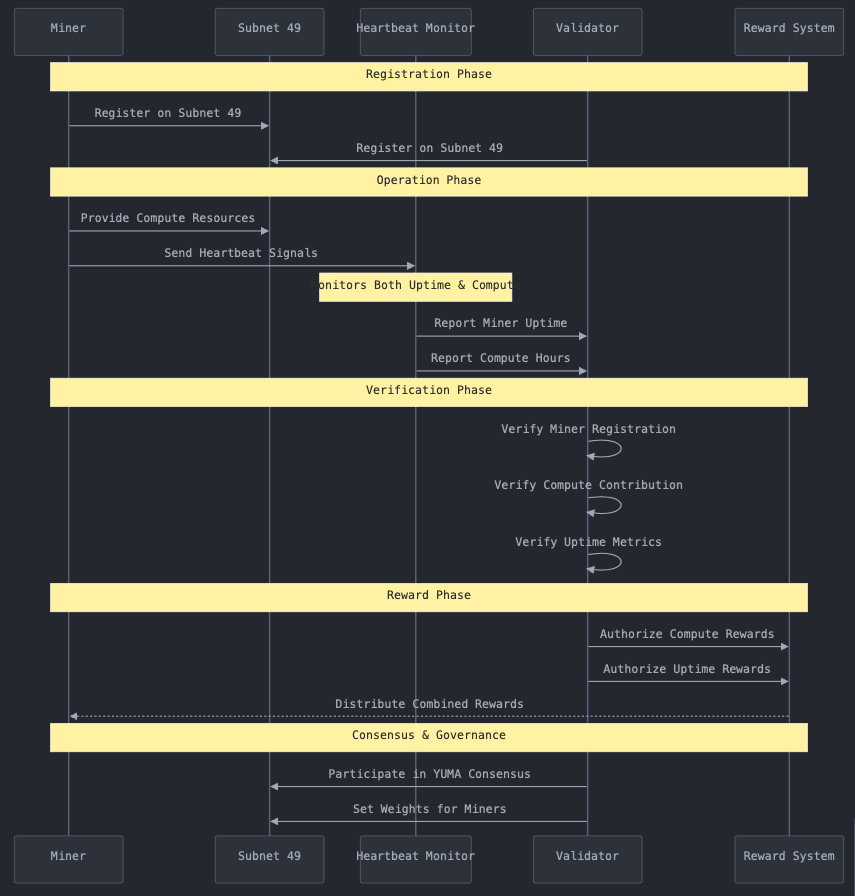 Miner
Subnet 49
Heartbeat Monitor
Validator
Reward System
Registration Phase
Register on Subnet 49
Register on Subnet 49
Operation Phase
Provide Compute Resources
Send Heartbeat Signals
onitors Both Uptime & Comput
Report Miner Uptime
Report Compute Hours
Verification Phase
Verify Miner Registration
Verify Compute Contribution
Verify Uptime Metrics
Reward Phase
Authorize Compute Rewards
Authorize Uptime Rewards
Distribute Combined Rewards
Consensus & Governance
Participate in YUMA Consensus
Set Weights for Miners
Miner
Subnet 49
Heartbeat Monitor
Validator
Reward System